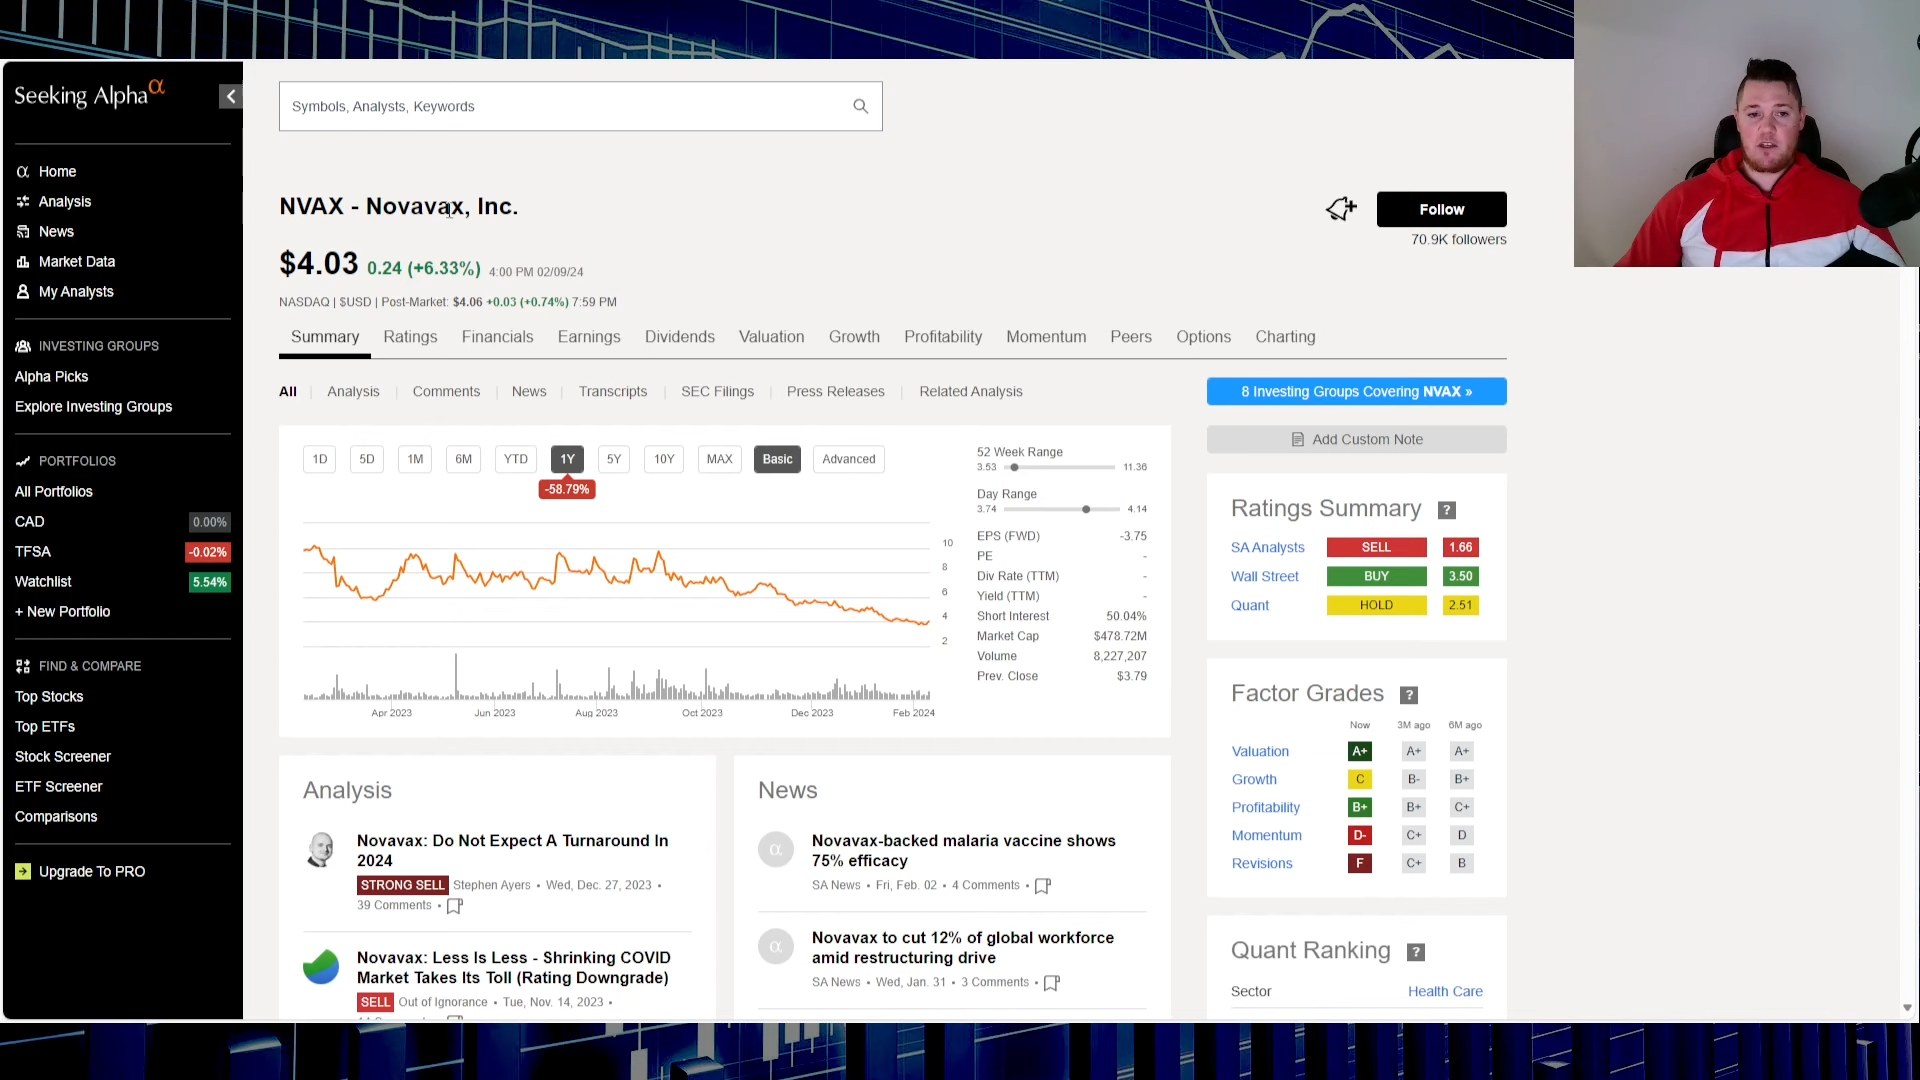 Seeking Alpha α
Home
Analysis
News
Market Data
My Analysts
INVESTING GROUPS
Alpha Picks
Explore Investing Groups
PORTFOLIOS
All Portfolios
CAD 0.00%
TFSA -0.02%
Watchlist 5.54%
+ New Portfolio
FIND & COMPARE
Top Stocks
Top ETFs
Stock Screener
ETF Screener
Comparisons
Upgrade To PRO
Symbols, Analysts, Keywords
NVAX - Novavax, Inc.
$4.03 0.24 (+6.33%) 4:00 PM 02/09/24
NASDAQ | $USD | Post-Market: $4.06 +0.03 (+0.74%) 7:59 PM
Follow
70.9K followers
Summary Ratings Financials Earnings Dividends Valuation Growth Profitability Momentum Peers Options Charting
All | Analysis | Comments | News | Transcripts | SEC Filings | Press Releases | Related Analysis
8 Investing Groups Covering NVAX »
Add Custom Note
1D 5D 1M 6M YTD 1Y 5Y 10Y MAX Basic Advanced
-58.79%
10
8
6
4
2
Apr 2023 Jun 2023 Aug 2023 Oct 2023 Dec 2023 Feb 2024
52 Week Range
3.53 11.36
Day Range
3.74 4.14
EPS (FWD) -3.75
PE -
Div Rate (TTM) -
Yield (TTM) -
Short Interest 50.04%
Market Cap $478.72M
Volume 8,227,207
Prev. Close $3.79
Ratings Summary ?
SA Analysts SELL 1.66
Wall Street BUY 3.50
Quant HOLD 2.51
Factor Grades ?
Now 3M ago 6M ago
Valuation A+ A+ A+
Growth C B- B+
Profitability B+ B+ C+
Momentum D- C+ D
Revisions F C+ B
Quant Ranking ?
Sector Health Care
Analysis
Novavax: Do Not Expect A Turnaround In
2024
STRONG SELL Stephen Ayers • Wed, Dec. 27, 2023 •
39 Comments •
Novavax: Less Is Less - Shrinking COVID
Market Takes Its Toll (Rating Downgrade)
SELL Out of Ignorance • Tue, Nov. 14, 2023 •
News
Novavax-backed malaria vaccine shows
75% efficacy
SA News • Fri, Feb. 02 • 4 Comments •
Novavax to cut 12% of global workforce
amid restructuring drive
SA News • Wed, Jan. 31 • 3 Comments •